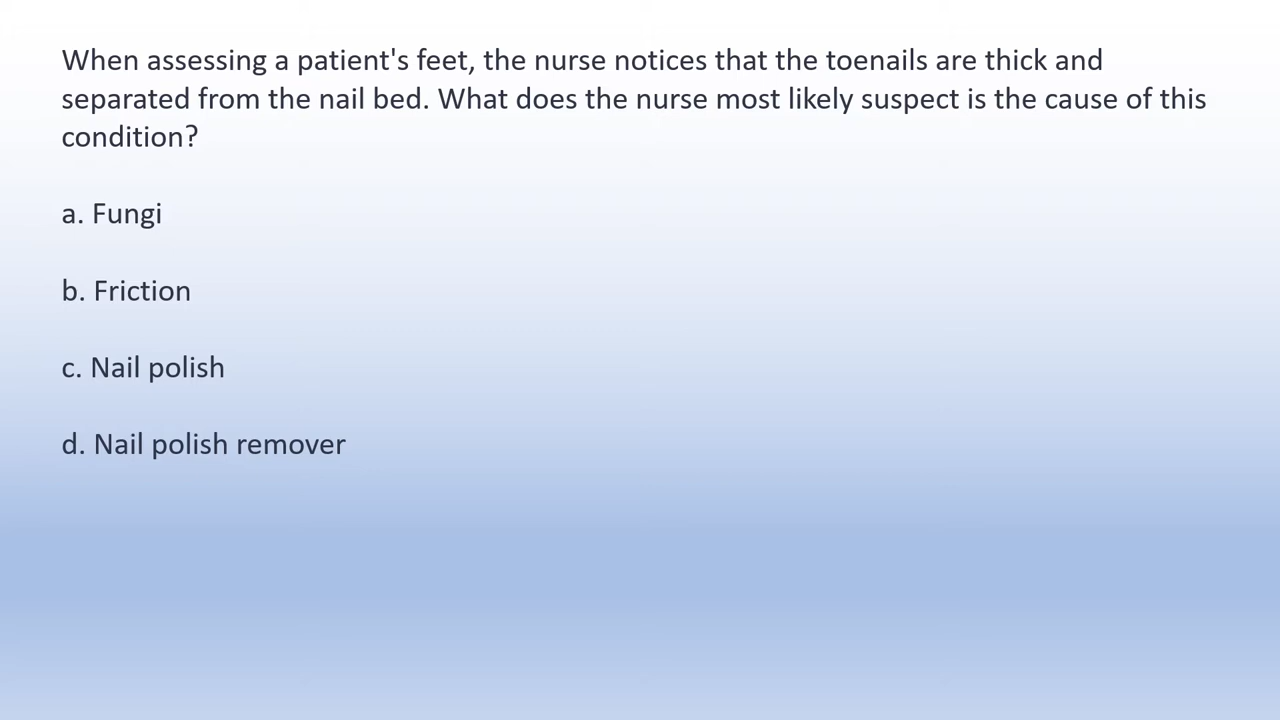 When assessing a patient's feet, the nurse notices that the toenails are thick and
separated from the nail bed. What does the nurse most likely suspect is the cause of this
condition?
a. Fungi
b. Friction
c. Nail polish
d. Nail polish remover